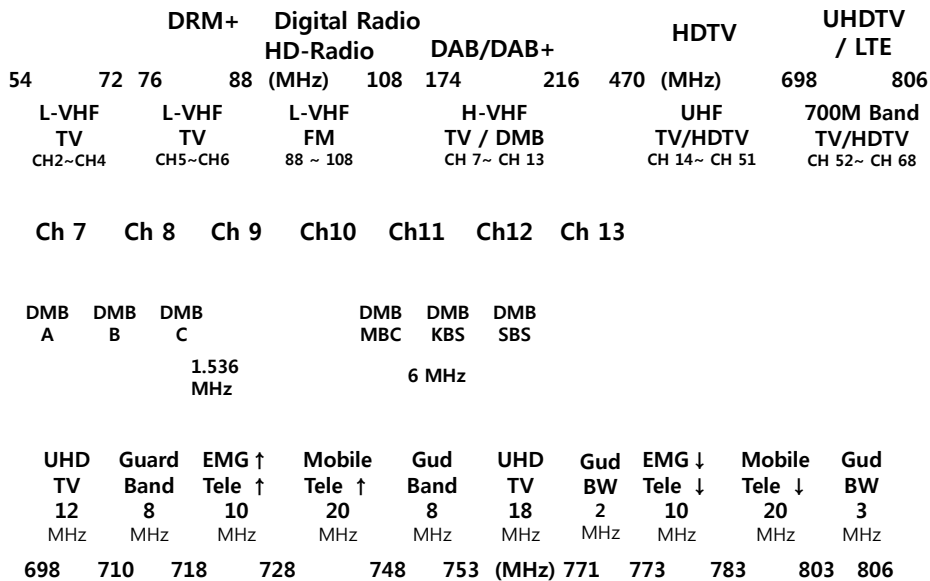 DRM+ Digital Radio HDTV UHDTV
HD-Radio DAB/DAB+ / LTE
54 72 76 88 (MHz) 108 174 216 470 (MHz) 698 806
L-VHF L-VHF L-VHF H-VHF UHF 700M Band
TV TV FM TV / DMB TV/HDTV TV/HDTV
CH2~CH4 CH5~CH6 88 ~ 108 CH 7~ CH 13 CH 14~ CH 51 CH 52~ CH 68
Ch 7 Ch 8 Ch 9 Ch10 Ch11 Ch12 Ch 13
DMB DMB DMB DMB DMB DMB
A B C MBC KBS SBS
1.536 6 MHz
MHz
UHD Guard EMG↑ Mobile Gud UHD Gud EMG↓ Mobile Gud
TV Band Tele ↑ Tele ↑ Band TV BW Tele ↓ Tele ↓ BW
12 8 10 20 8 18 2 10 20 3
MHz MHz MHz MHz MHz MHz MHz MHz MHz MHz
698 710 718 728 748 753 (MHz) 771 773 783 803 806